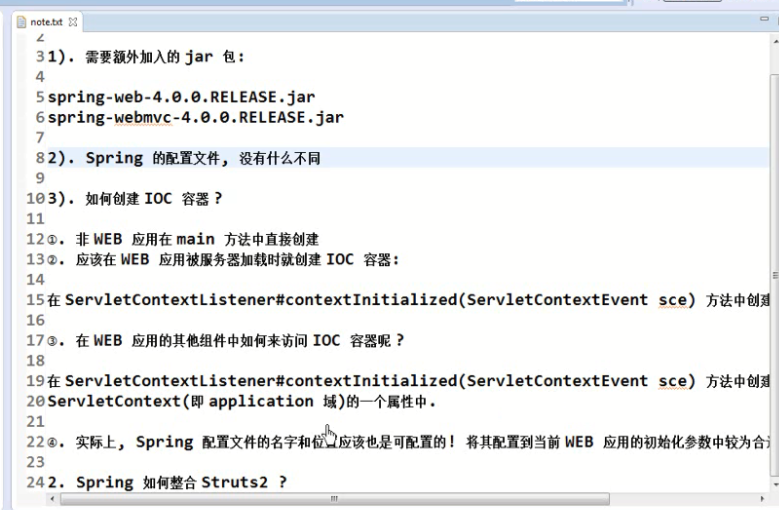 note.txt
2
3 1). 需要额外加入的 jar 包:
4
5 spring-web-4.0.0.RELEASE.jar
6 spring-webmvc-4.0.0.RELEASE.jar
7
8 2). Spring 的配置文件, 没有什么不同
9
10 3). 如何创建 IOC 容器 ?
11
12 ①. 非 WEB 应用在 main 方法中直接创建
13 ②. 应该在 WEB 应用被服务器加载时就创建 IOC 容器:
14
15 在 ServletContextListener#contextInitialized(ServletContextEvent sce) 方法中创建
16
17 ③. 在 WEB 应用的其他组件中如何来访问 IOC 容器呢 ?
18
19 在 ServletContextListener#contextInitialized(ServletContextEvent sce) 方法中创建
20 ServletContext(即 application 域)的一个属性中.
21
22 ④. 实际上, Spring 配置文件的名字和位置应该也是可配置的! 将其配置到当前 WEB 应用的初始化参数中较为合
23
24 2. Spring 如何整合 Struts2 ?